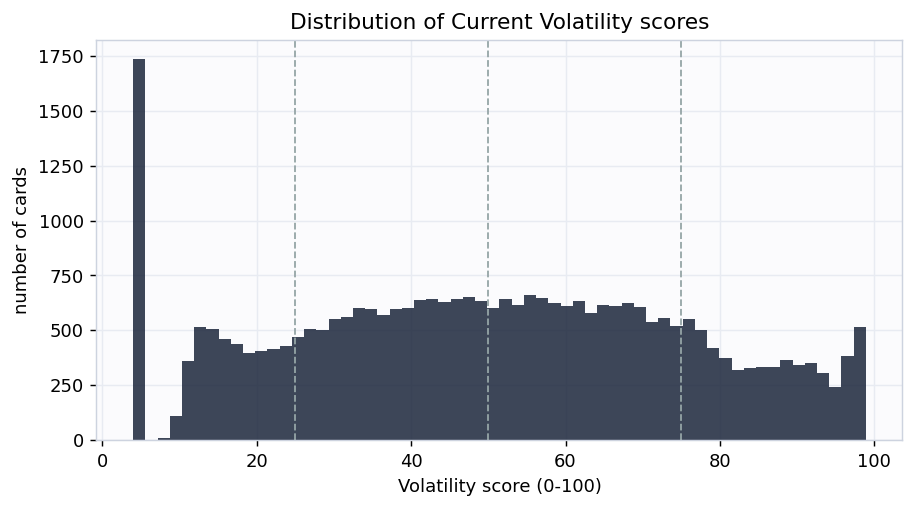 Distribution of Current Volatility scores
1750
1500
1250
1000
750
500
250
0
number of cards
0 20 40 60 80 100
Volatility score (0-100)